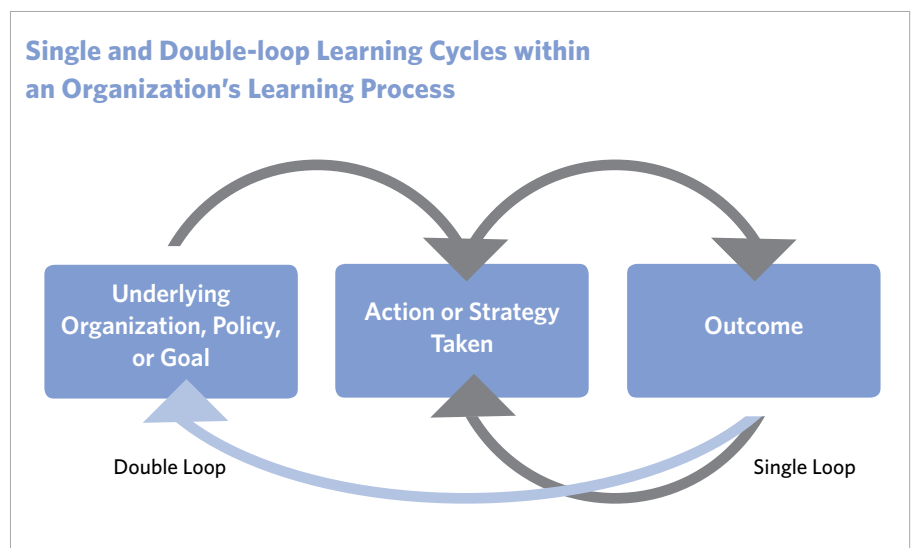 Single and Double-loop Learning Cycles within
an Organization’s Learning Process
Underlying
Organization, Policy,
or Goal
Action or Strategy
Taken
Outcome
Double Loop
Single Loop